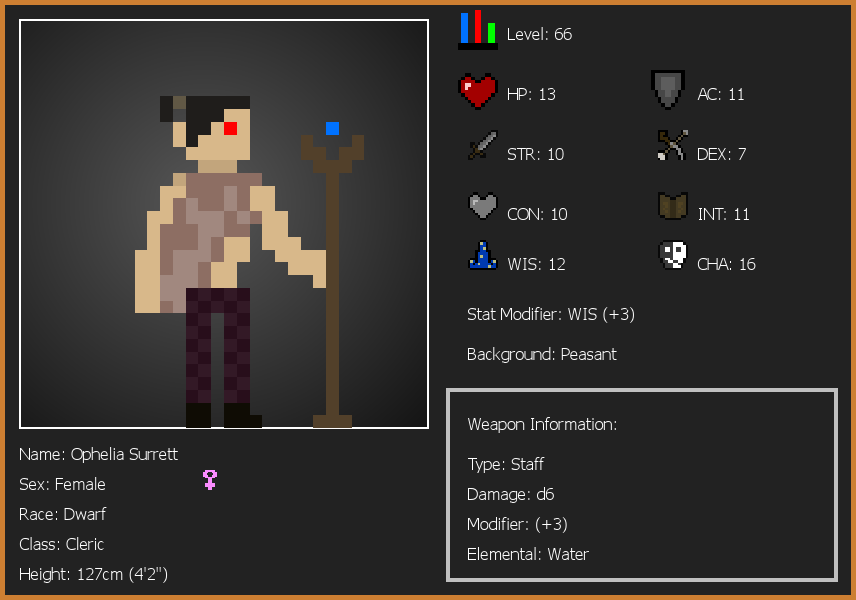 Level: 66
HP: 13
AC: 11
STR: 10
DEX: 7
CON: 10
INT: 11
WIS: 12
CHA: 16
Stat Modifier: WIS (+3)
Background: Peasant
Weapon Information:
Type: Staff
Damage: d6
Modifier: (+3)
Elemental: Water
Name: Ophelia Surrett
Sex: Female
Race: Dwarf
Class: Cleric
Height: 127cm (4'2")